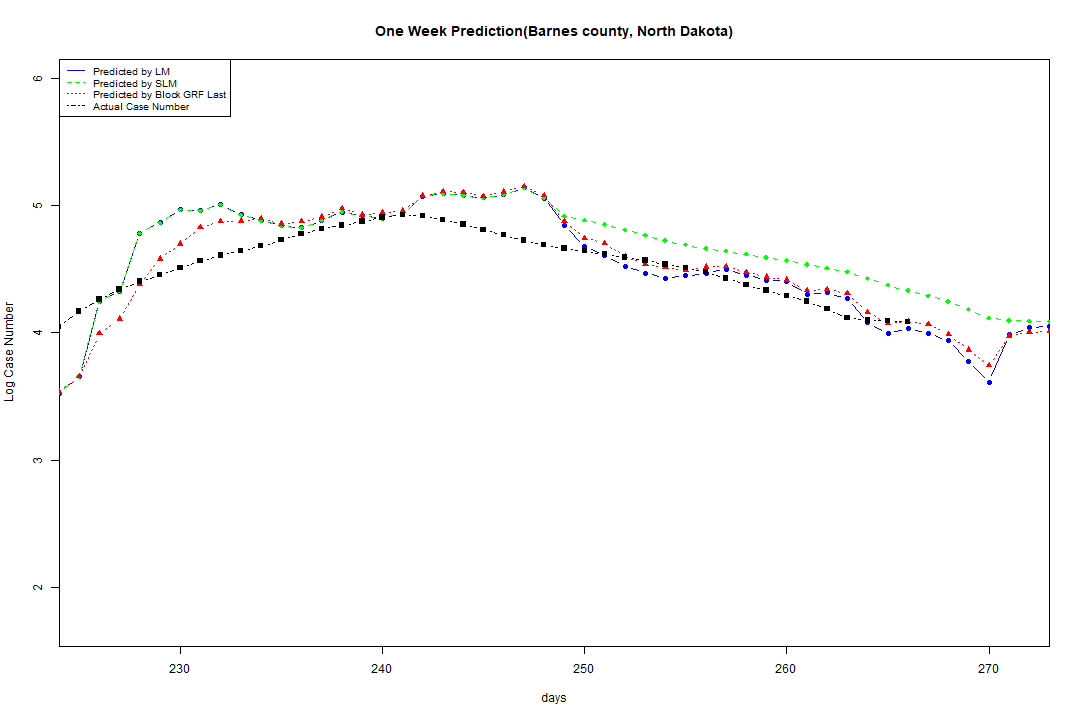 One Week Prediction(Barnes county, North Dakota)
Predicted by LM
Predicted by SLM
Predicted by Block GRF Last
Actual Case Number
6
5
4
3
2
Log Case Number
230 240 250 260 270
days